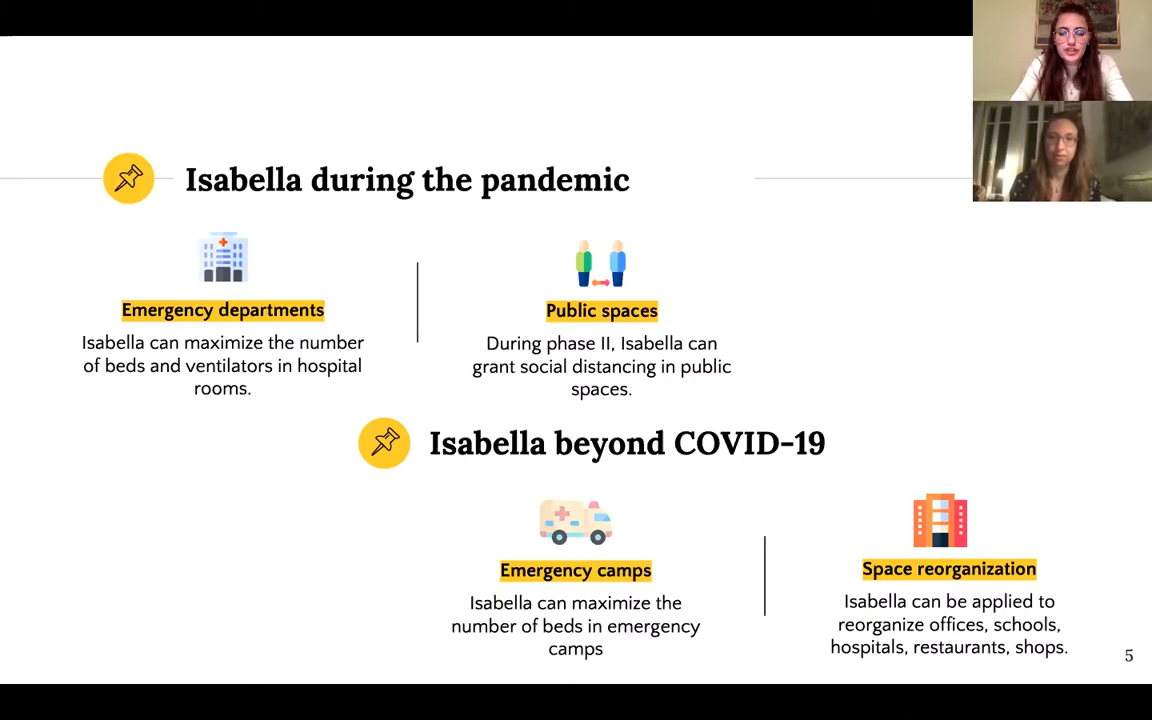 Isabella during the pandemic
Emergency departments
Isabella can maximize the number
of beds and ventilators in hospital
rooms.
Public spaces
During phase II, Isabella can
grant social distancing in public
spaces.
Isabella beyond COVID-19
Emergency camps
Isabella can maximize the
number of beds in emergency
camps
Space reorganization
Isabella can be applied to
reorganize offices, schools,
hospitals, restaurants, shops.
5